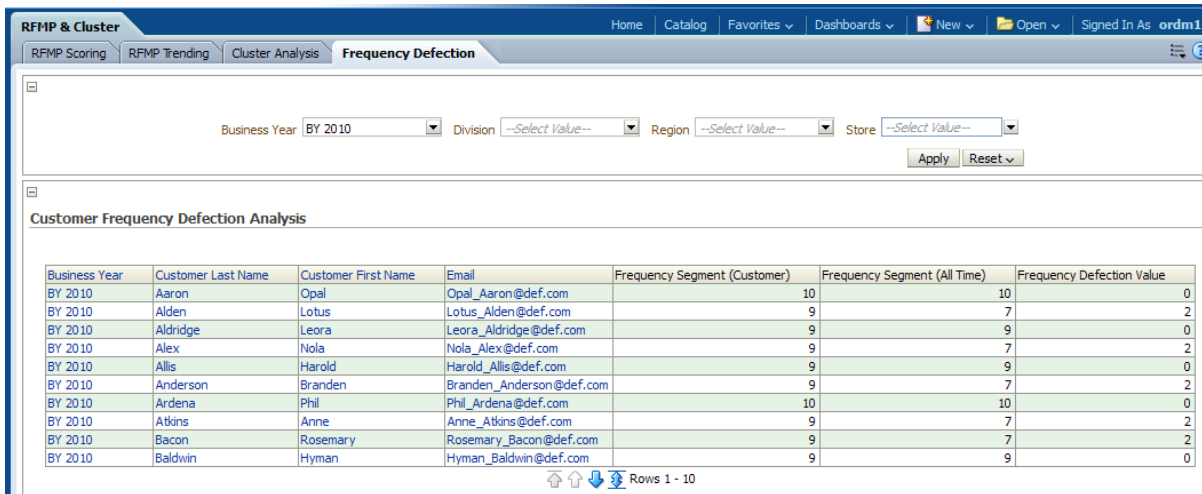 RFMP & Cluster Home Catalog Favorites Dashboards New Open Signed In As ordm1
RFMP Scoring RFMP Trending Cluster Analysis Frequency Defection
Business Year BY 2010 Division --Select Value-- Region --Select Value-- Store --Select Value--
Apply Reset
Customer Frequency Defection Analysis
Business Year Customer Last Name Customer First Name Email Frequency Segment (Customer) Frequency Segment (All Time) Frequency Defection Value
BY 2010 Aaron Opal Opal_Aaron@def.com 10 10 0
BY 2010 Alden Lotus Lotus_Alden@def.com 9 7 2
BY 2010 Aldridge Leora Leora_Aldridge@def.com 9 9 0
BY 2010 Alex Nola Nola_Alex@def.com 9 7 2
BY 2010 Allis Harold Harold_Allis@def.com 9 9 0
BY 2010 Anderson Branden Branden_Anderson@def.com 9 7 2
BY 2010 Ardena Phil Phil_Ardena@def.com 10 10 0
BY 2010 Atkins Anne Anne_Atkins@def.com 9 7 2
BY 2010 Bacon Rosemary Rosemary_Bacon@def.com 9 7 2
BY 2010 Baldwin Hyman Hyman_Baldwin@def.com 9 9 0
Rows 1 - 10